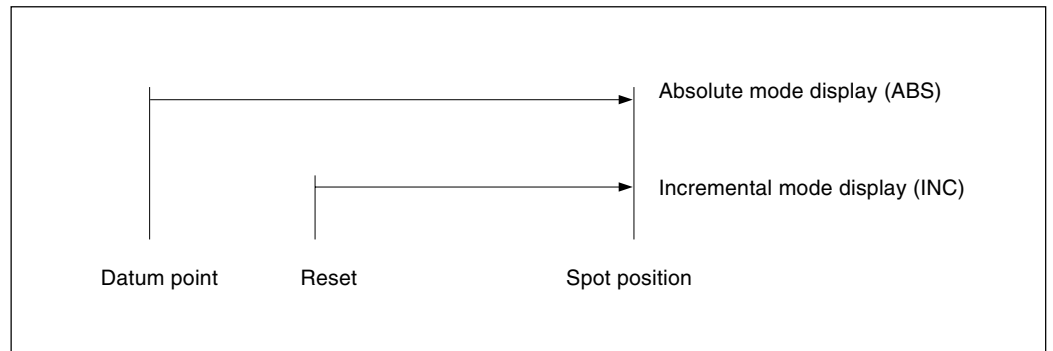 Absolute mode display (ABS)
Incremental mode display (INC)
Datum point
Reset
Spot position